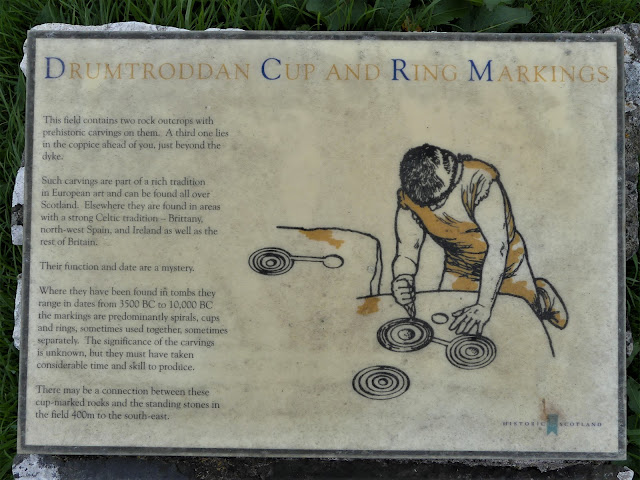 DRUMTRODDAN CUP AND RING MARKINGS
This field contains two rock outcrops with
prehistoric carvings on them. A third one lies
in the coppice ahead of you, just beyond the
dyke.
Such carvings are part of a rich tradition
in European art and can be found all over
Scotland. Elsewhere they are found in areas
with a strong Celtic tradition – Brittany,
north-west Spain, and Ireland as well as the
rest of Britain.
Their function and date are a mystery.
Where they have been found in tombs they
range in dates from 3500 BC to 10,000 BC
the markings are predominantly spirals, cups
and rings, sometimes used together, sometimes
separately. The significance of the carvings
is unknown, but they must have taken
considerable time and skill to produce.
There may be a connection between these
cup-marked rocks and the standing stones in
the field 400m to the south-east.
HISTORIC SCOTLAND